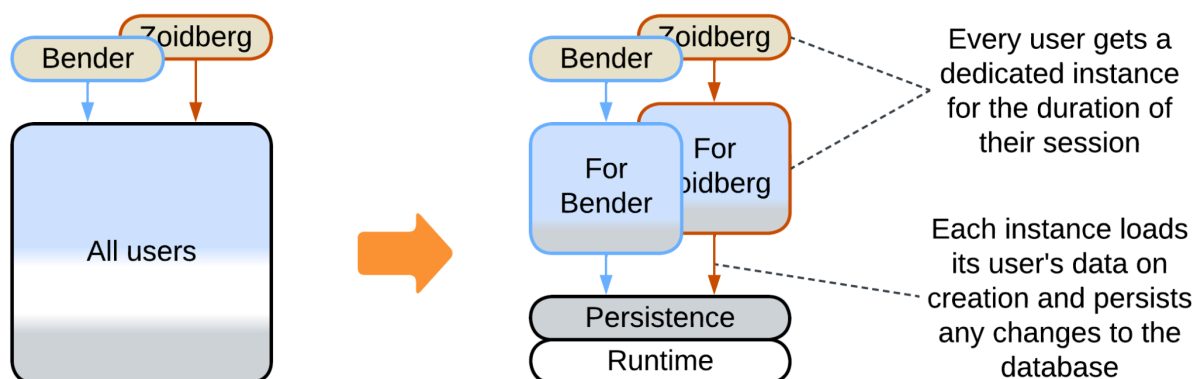 Zoidberg
Bender
All users
Zoidberg
Bender
For
Zoidberg
For
Bender
Persistence
Runtime
Every user gets a
dedicated instance
for the duration of
their session
Each instance loads
its user's data on
creation and persists
any changes to the
database